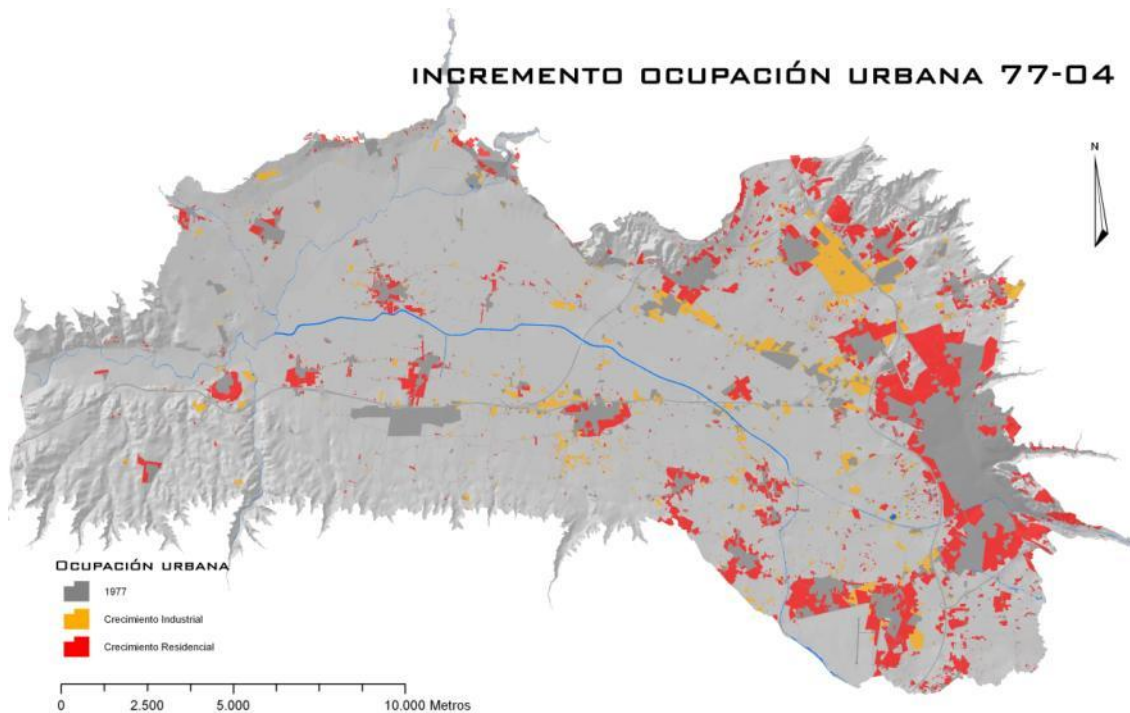 INCREMENTO OCUPACIÓN URBANA 77-04
N
OCUPACIÓN URBANA
1977
Crecimiento Industrial
Crecimiento Residencial
0 2.500 5.000 10.000 Metros